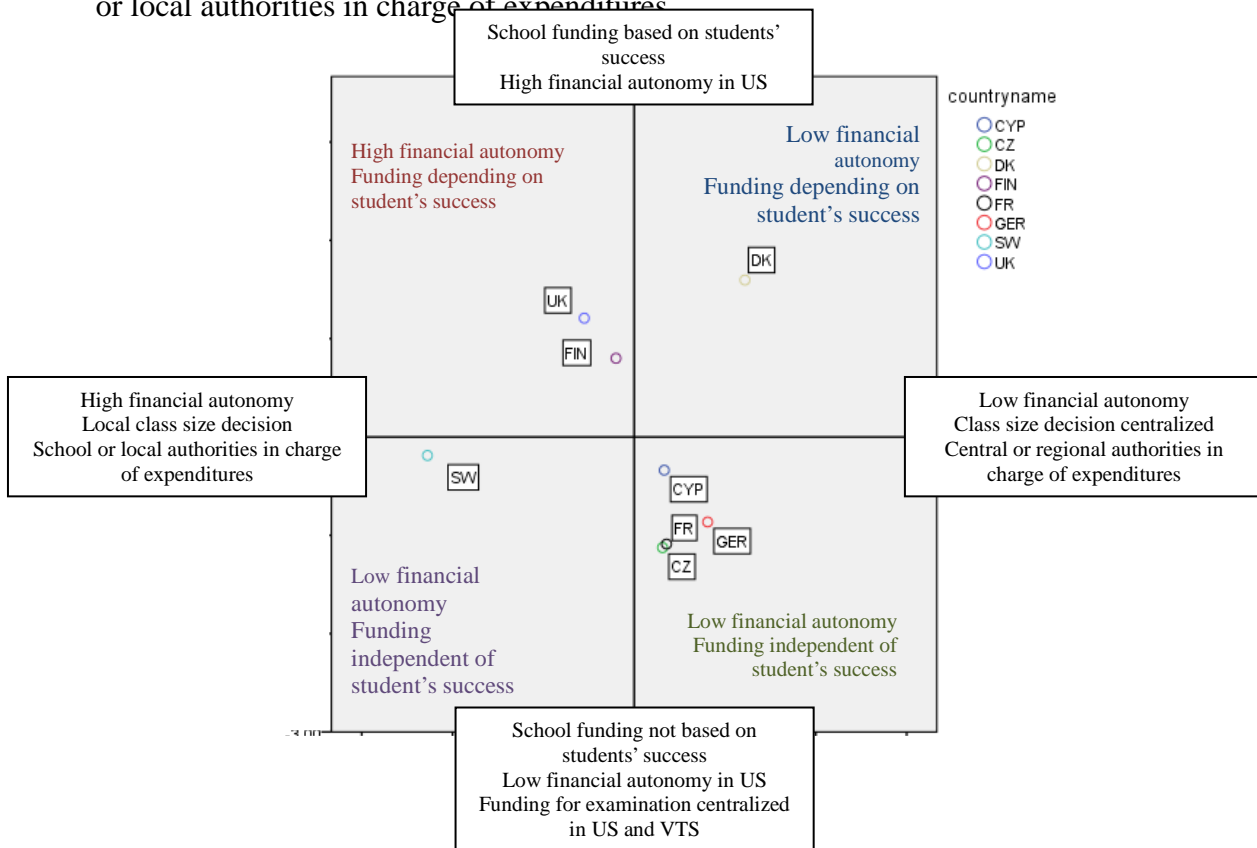 or local authorities in charge of expenditures
School funding based on students’
success
High financial autonomy in US
countryname
CYP
CZ
DK
FIN
FR
GER
SW
UK
High financial autonomy
Funding depending on
student’s success
Low financial
autonomy
Funding depending on
student’s success
DK
UK
FIN
High financial autonomy
Local class size decision
School or local authorities in charge
of expenditures
Low financial autonomy
Class size decision centralized
Central or regional authorities in
charge of expenditures
SW
CYP
FR
GER
CZ
Low financial
autonomy
Funding
independent of
student’s success
Low financial autonomy
Funding independent of
student’s success
-3.00
School funding not based on
students’ success
Low financial autonomy in US
Funding for examination centralized
in US and VTS